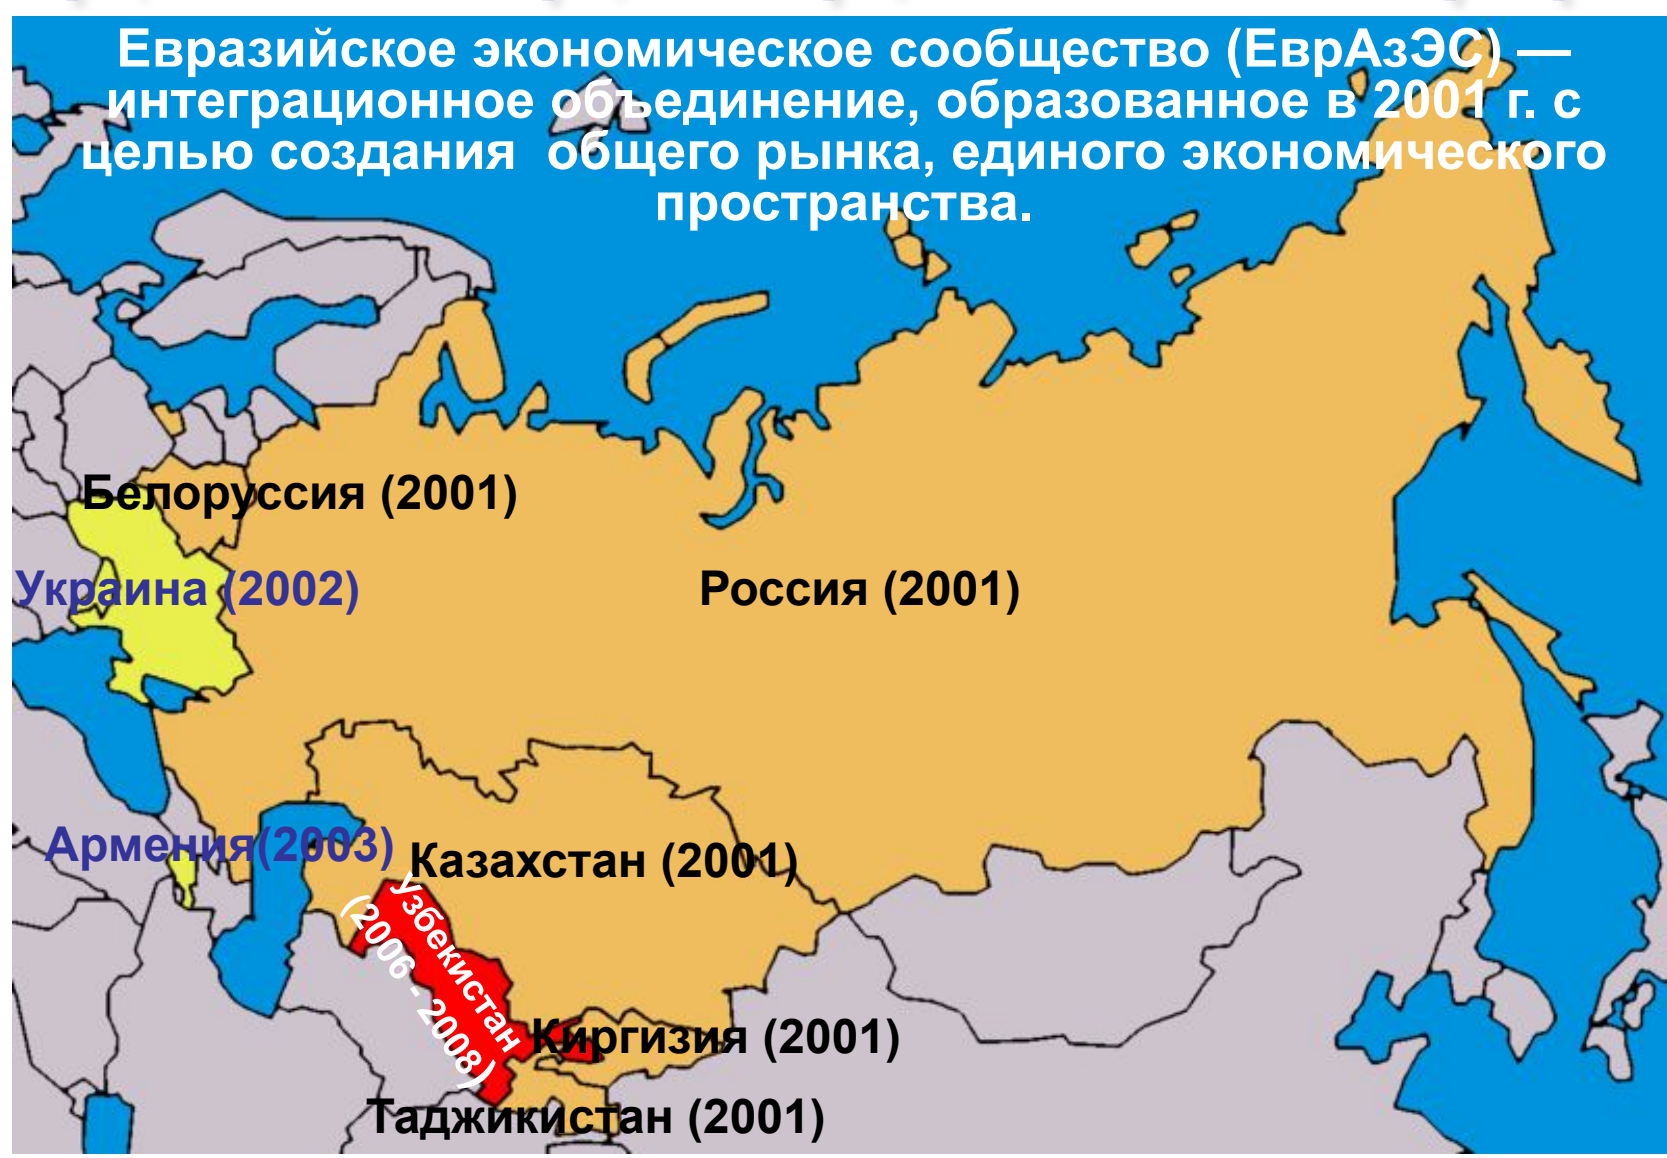 Евразийское экономическое сообщество (ЕврАзЭС) —
интеграционное объединение, образованное в 2001 г. с
целью создания  общего рынка, единого экономического
пространства.
Белоруссия (2001)
Украина (2002)
Россия (2001)
Армения(2003)
Казахстан (2001)
Узбекистан
(2006 - 2008)
Киргизия (2001)
Таджикистан (2001)